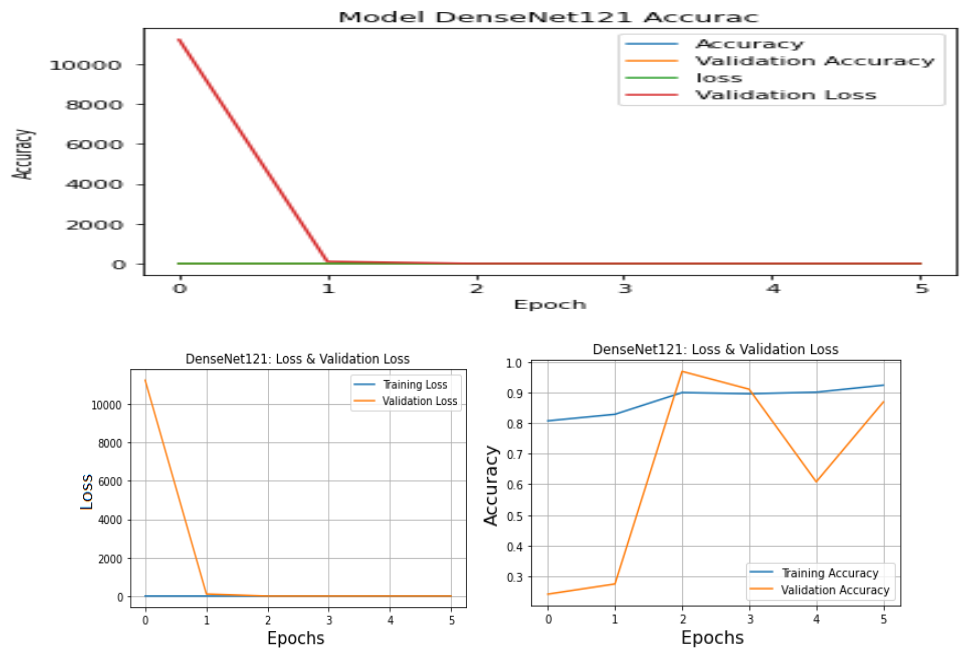 Model DenseNet121 Accurac
Accuracy
Validation Accuracy
loss
Validation Loss
10000
8000
6000
4000
2000
0
Accuracy
0 1 2 3 4 5
Epoch
DenseNet121: Loss & Validation Loss
Training Loss
Validation Loss
10000
8000
6000
4000
2000
0
Loss
0 1 2 3 4 5
Epochs
DenseNet121: Loss & Validation Loss
1.0
0.9
0.8
0.7
0.6
0.5
0.4
0.3
Accuracy
Training Accuracy
Validation Accuracy
0 1 2 3 4 5
Epochs